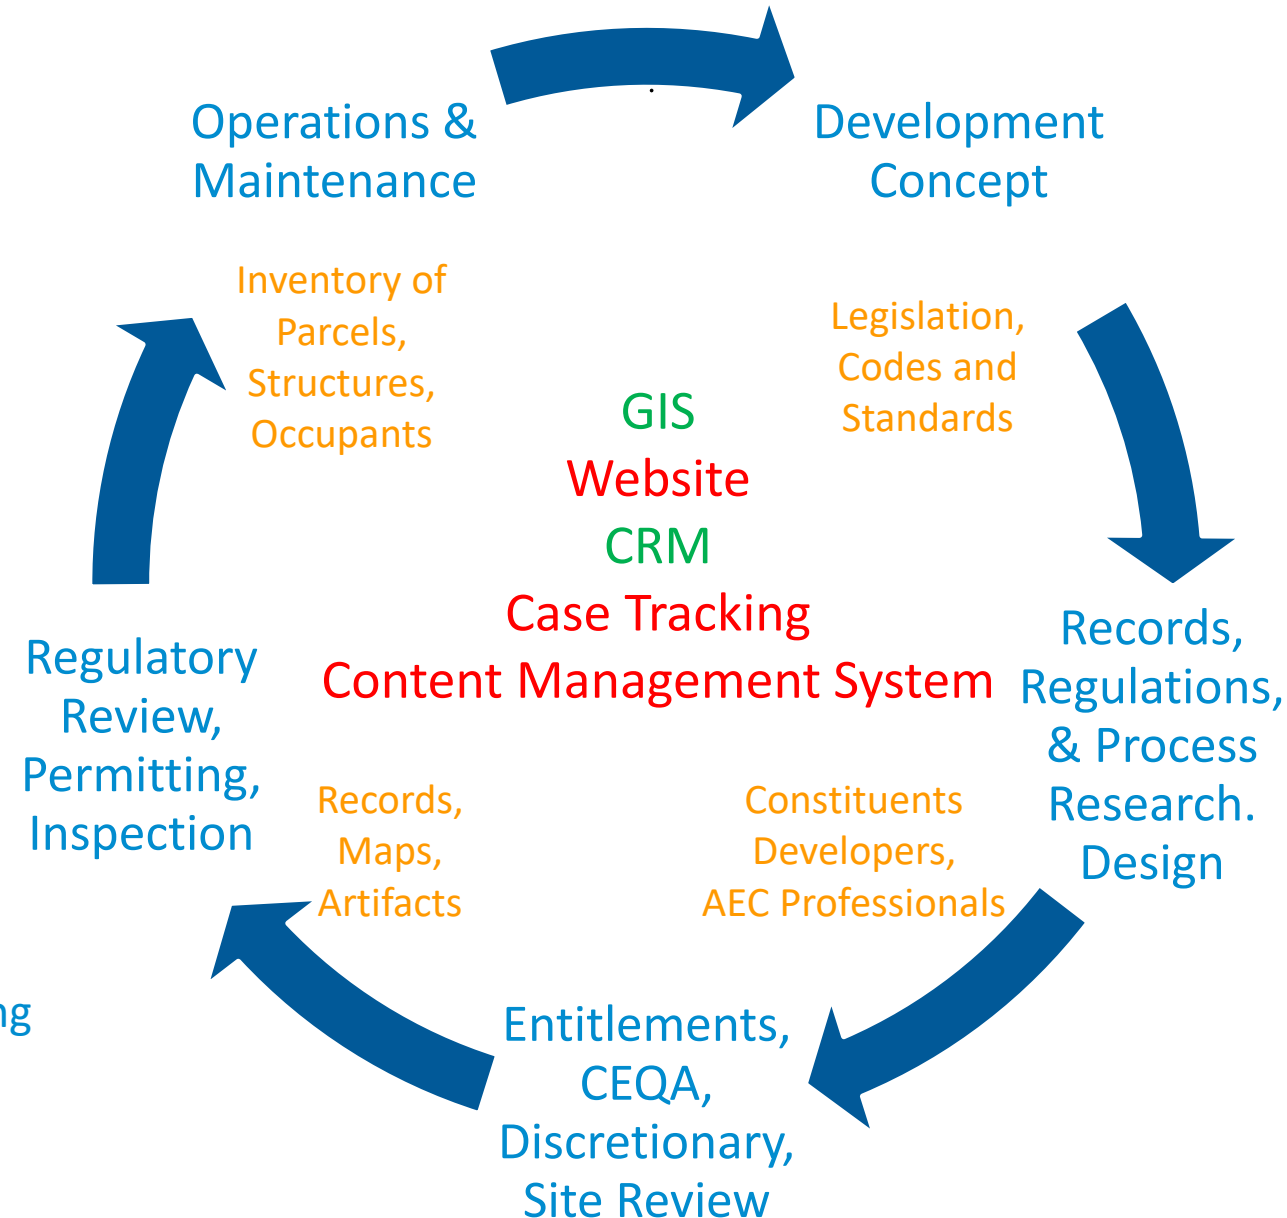 Operations &
Maintenance
Development
Concept
Inventory of
Parcels,
Structures,
Occupants
Legislation,
Codes and
Standards
GIS
Website
CRM
Case Tracking
Content Management System
Records,
Regulations,
& Process
Research.
Design
Regulatory
Review,
Permitting,
Inspection
Records,
Maps,
Artifacts
Constituents
Developers,
AEC Professionals
Entitlements,
CEQA,
Discretionary,
Site Review